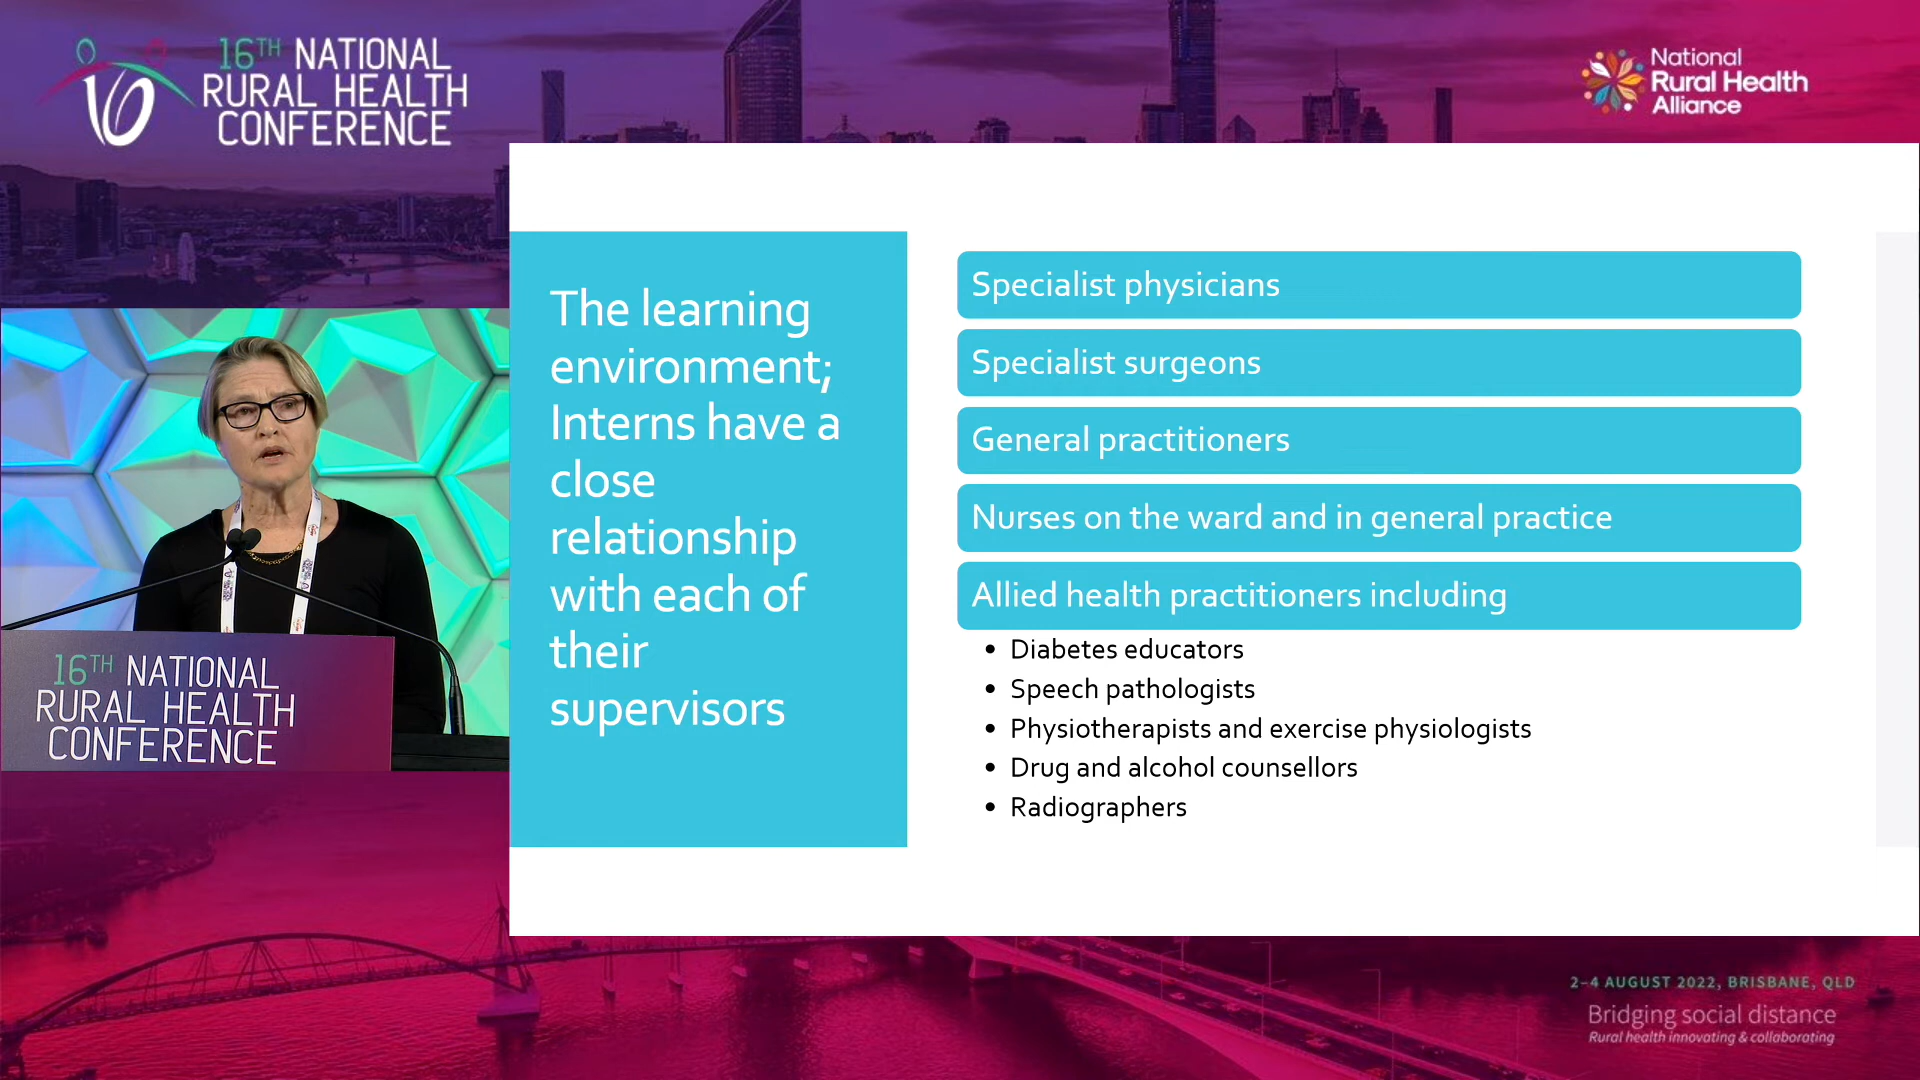 16TH NATIONAL
RURAL HEALTH
CONFERENCE
National
Rural Health
Alliance
The learning
environment;
Interns have a
close
relationship
with each of
their
supervisors
Specialist physicians
Specialist surgeons
General practitioners
Nurses on the ward and in general practice
Allied health practitioners including
• Diabetes educators
• Speech pathologists
• Physiotherapists and exercise physiologists
• Drug and alcohol counsellors
• Radiographers
16TH NATIONAL
RURAL HEALTH
CONFERENCE
2–4 AUGUST 2022, BRISBANE, QLD
Bridging social distance
Rural health innovating & collaborating